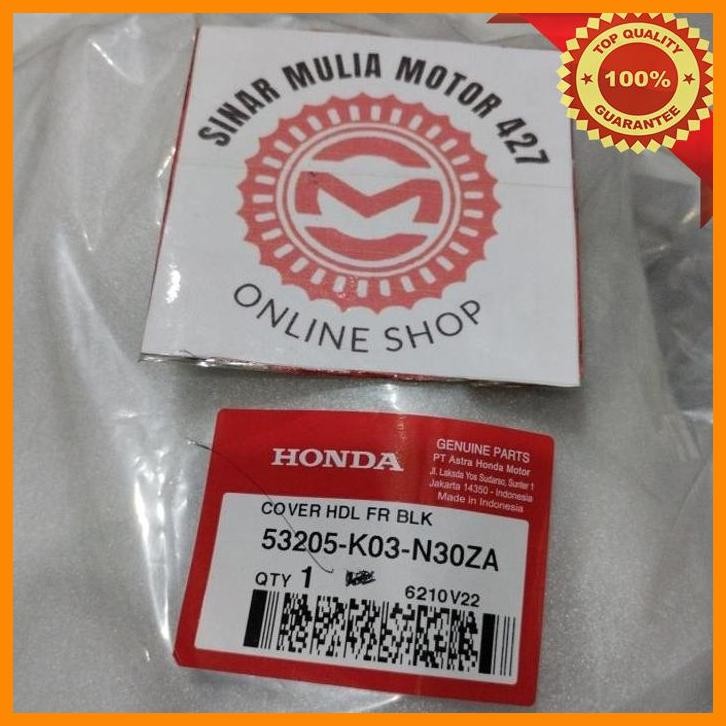 TOP QUALITY
100%
GUARANTEE
SINAR MULIA MOTOR 427
ONLINE SHOP
HONDA
GENUINE PARTS
PT Astra Honda Motor
Jl. Laksda Yos Sudarso, Sunter 1
Jakarta 14350 - Indonesia
Made in Indonesia
COVER HDL FR BLK
53205-K03-N30ZA
QTY 1
6210V22